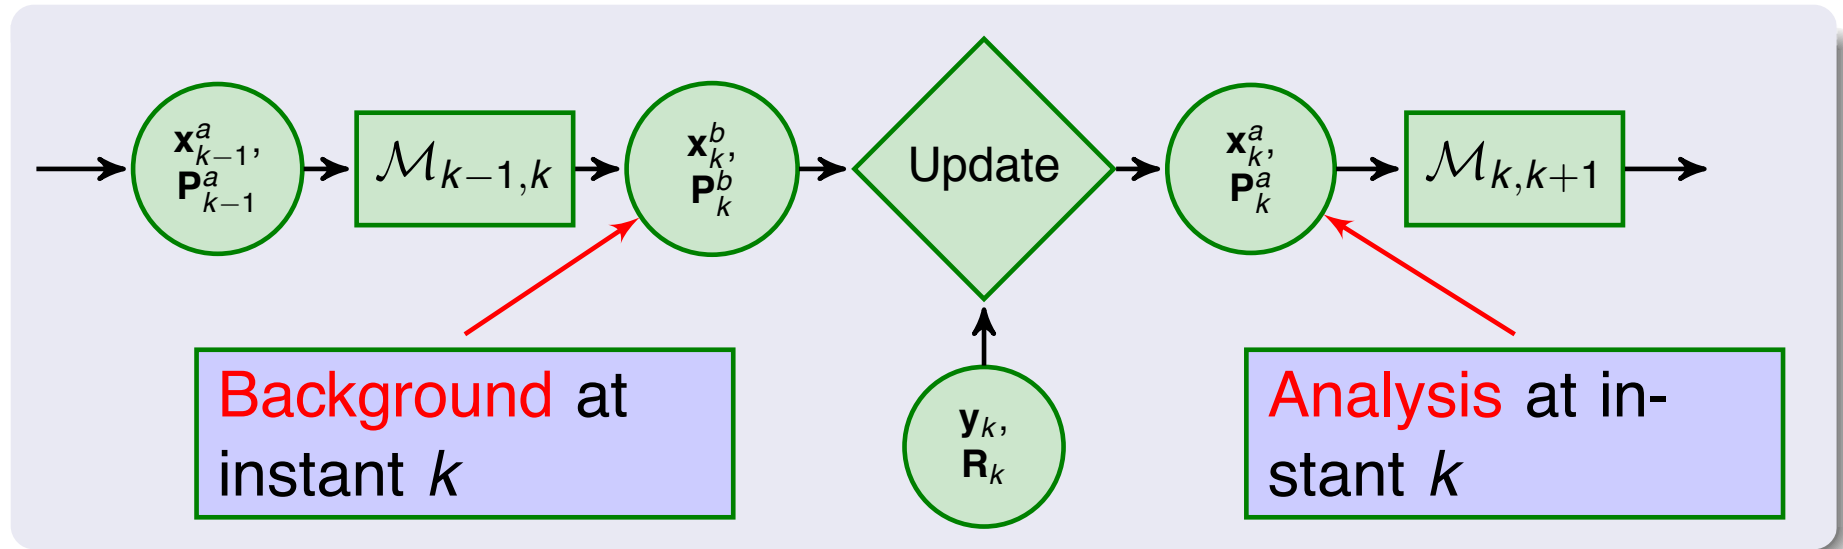 x^a_{k−1},
P^a_{k−1}
ℳ_{k−1,k}
x^b_k,
P^b_k
Update
x^a_k,
P^a_k
ℳ_{k,k+1}
Background at
instant k
y_k,
R_k
Analysis at in-
stant k